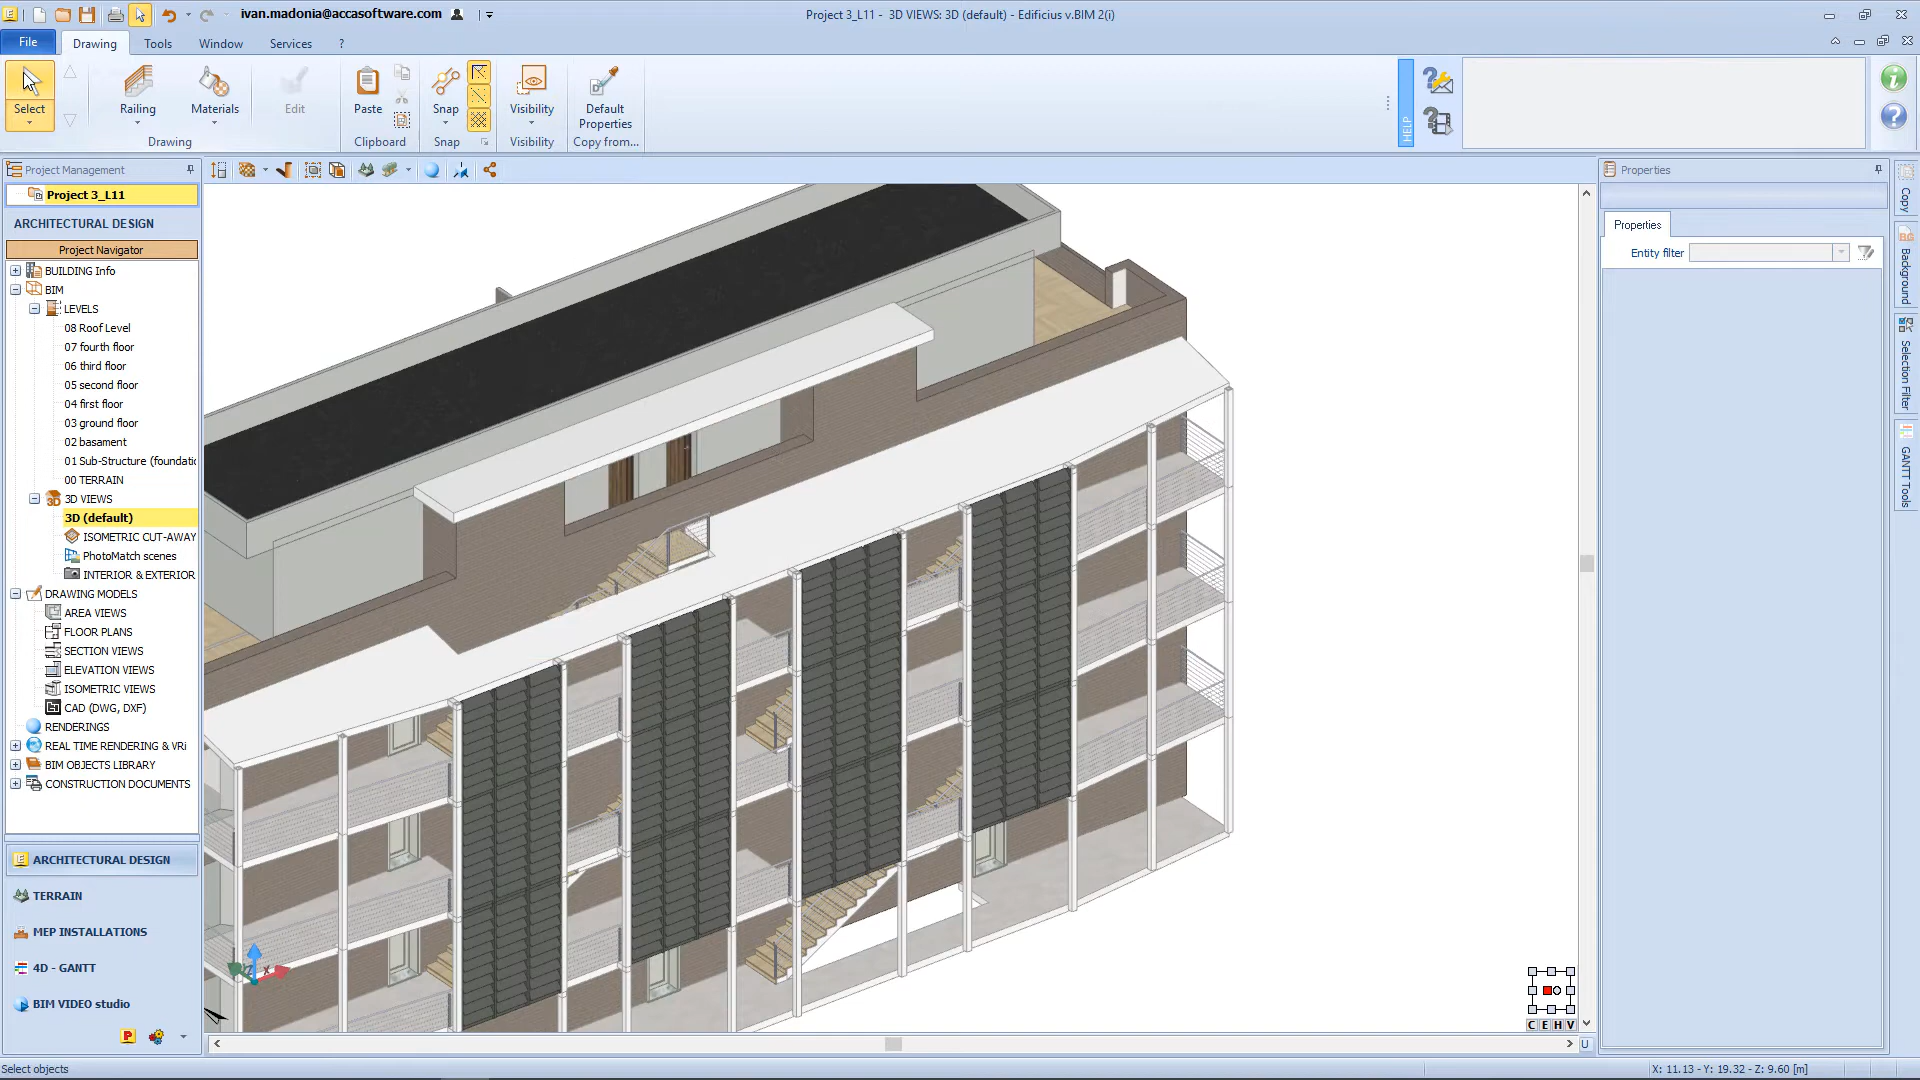 ivan.madonia@accasoftware.com
Project 3_L11 - 3D VIEWS: 3D (default) - Edificius v.BIM 2(i)
File
Drawing
Tools
Window
Services
?
Select
Railing
Materials
Edit
Drawing
Paste
Clipboard
Snap
Snap
Visibility
Visibility
Default
Properties
Copy from...
HELP
Project Management
Project 3_L11
ARCHITECTURAL DESIGN
Project Navigator
BUILDING Info
BIM
LEVELS
08 Roof Level
07 fourth floor
06 third floor
05 second floor
04 first floor
03 ground floor
02 basament
01 Sub-Structure (foundatio
00 TERRAIN
3D VIEWS
3D (default)
ISOMETRIC CUT-AWAY
PhotoMatch scenes
INTERIOR & EXTERIOR
DRAWING MODELS
AREA VIEWS
FLOOR PLANS
SECTION VIEWS
ELEVATION VIEWS
ISOMETRIC VIEWS
CAD (DWG, DXF)
RENDERINGS
REAL TIME RENDERING & VRi
BIM OBJECTS LIBRARY
CONSTRUCTION DOCUMENTS
ARCHITECTURAL DESIGN
TERRAIN
MEP INSTALLATIONS
4D - GANTT
BIM VIDEO studio
P
Z
X
C E H V
U
Properties
Properties
Entity filter
Copy
BG
Background
Selection Filter
GANTT Tools
Select objects
X: 11.13 - Y: 19.32 - Z: 9.60 [m]